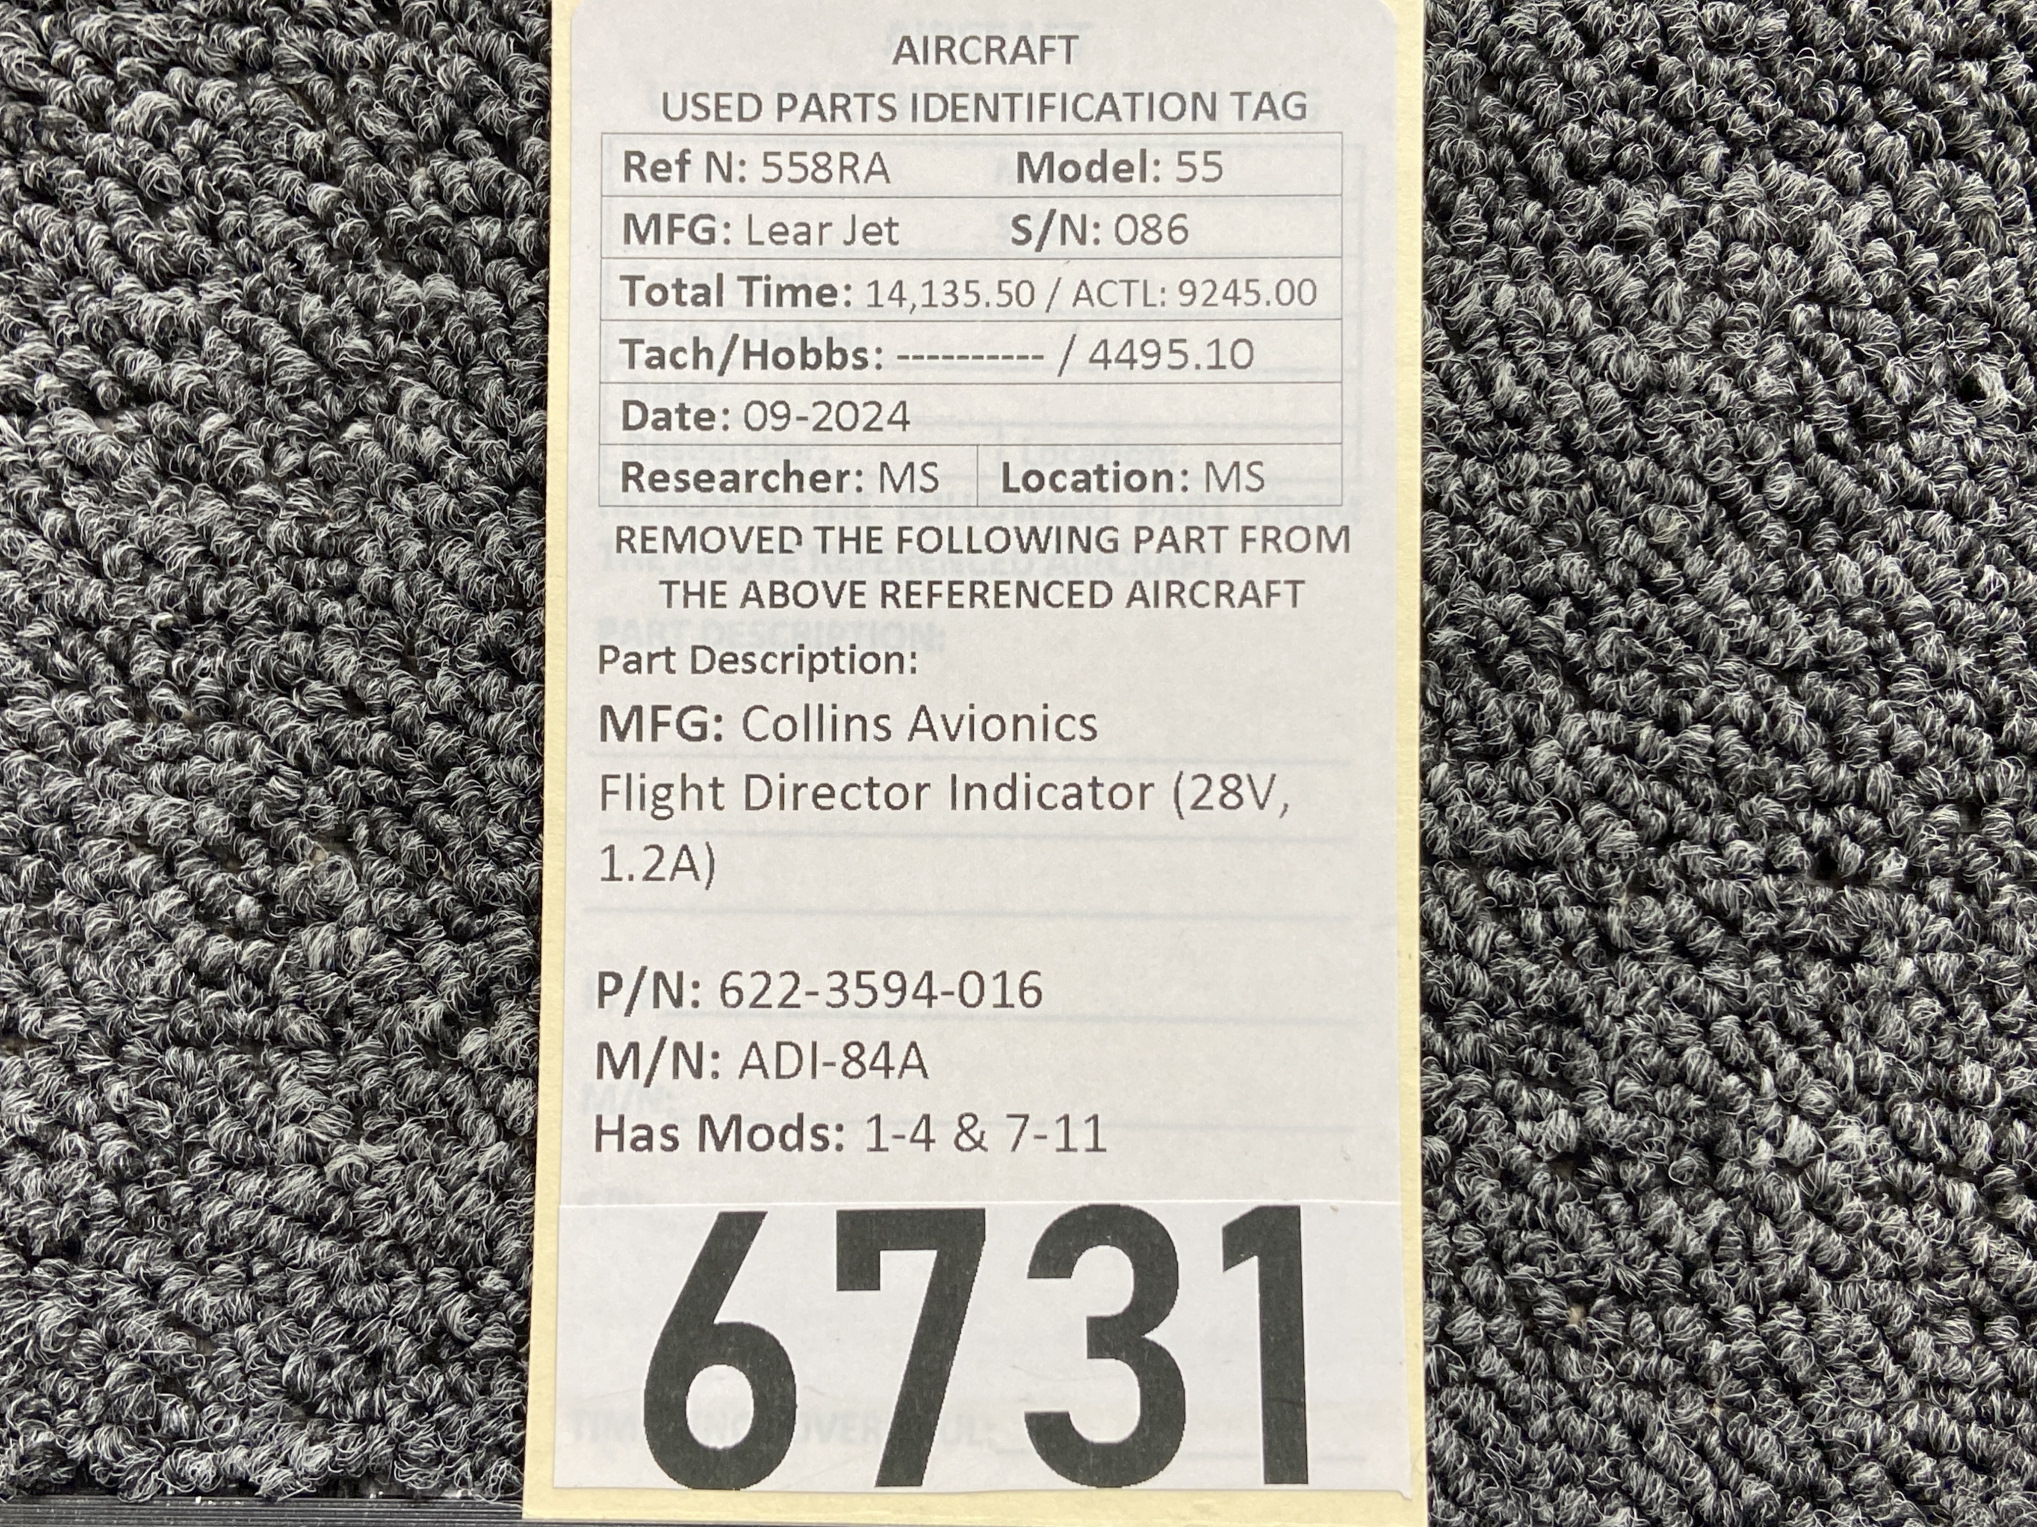 AIRCRAFT
USED PARTS IDENTIFICATION TAG
Ref N: 558RA Model: 55
MFG: Lear Jet S/N: 086
Total Time: 14,135.50 / ACTL: 9245.00
Tach/Hobbs: ---------- / 4495.10
Date: 09-2024
Researcher: MS Location: MS
REMOVED THE FOLLOWING PART FROM
THE ABOVE REFERENCED AIRCRAFT
Part Description:
MFG: Collins Avionics
Flight Director Indicator (28V,
1.2A)
P/N: 622-3594-016
M/N: ADI-84A
Has Mods: 1-4 & 7-11
6731